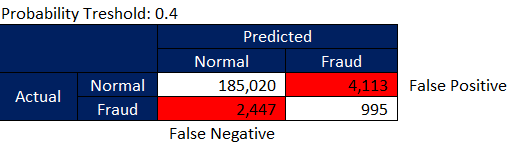 Probability Treshold: 0.4
Predicted
Normal Fraud
Actual Normal 185,020 4,113 False Positive
Fraud 2,447 995
False Negative